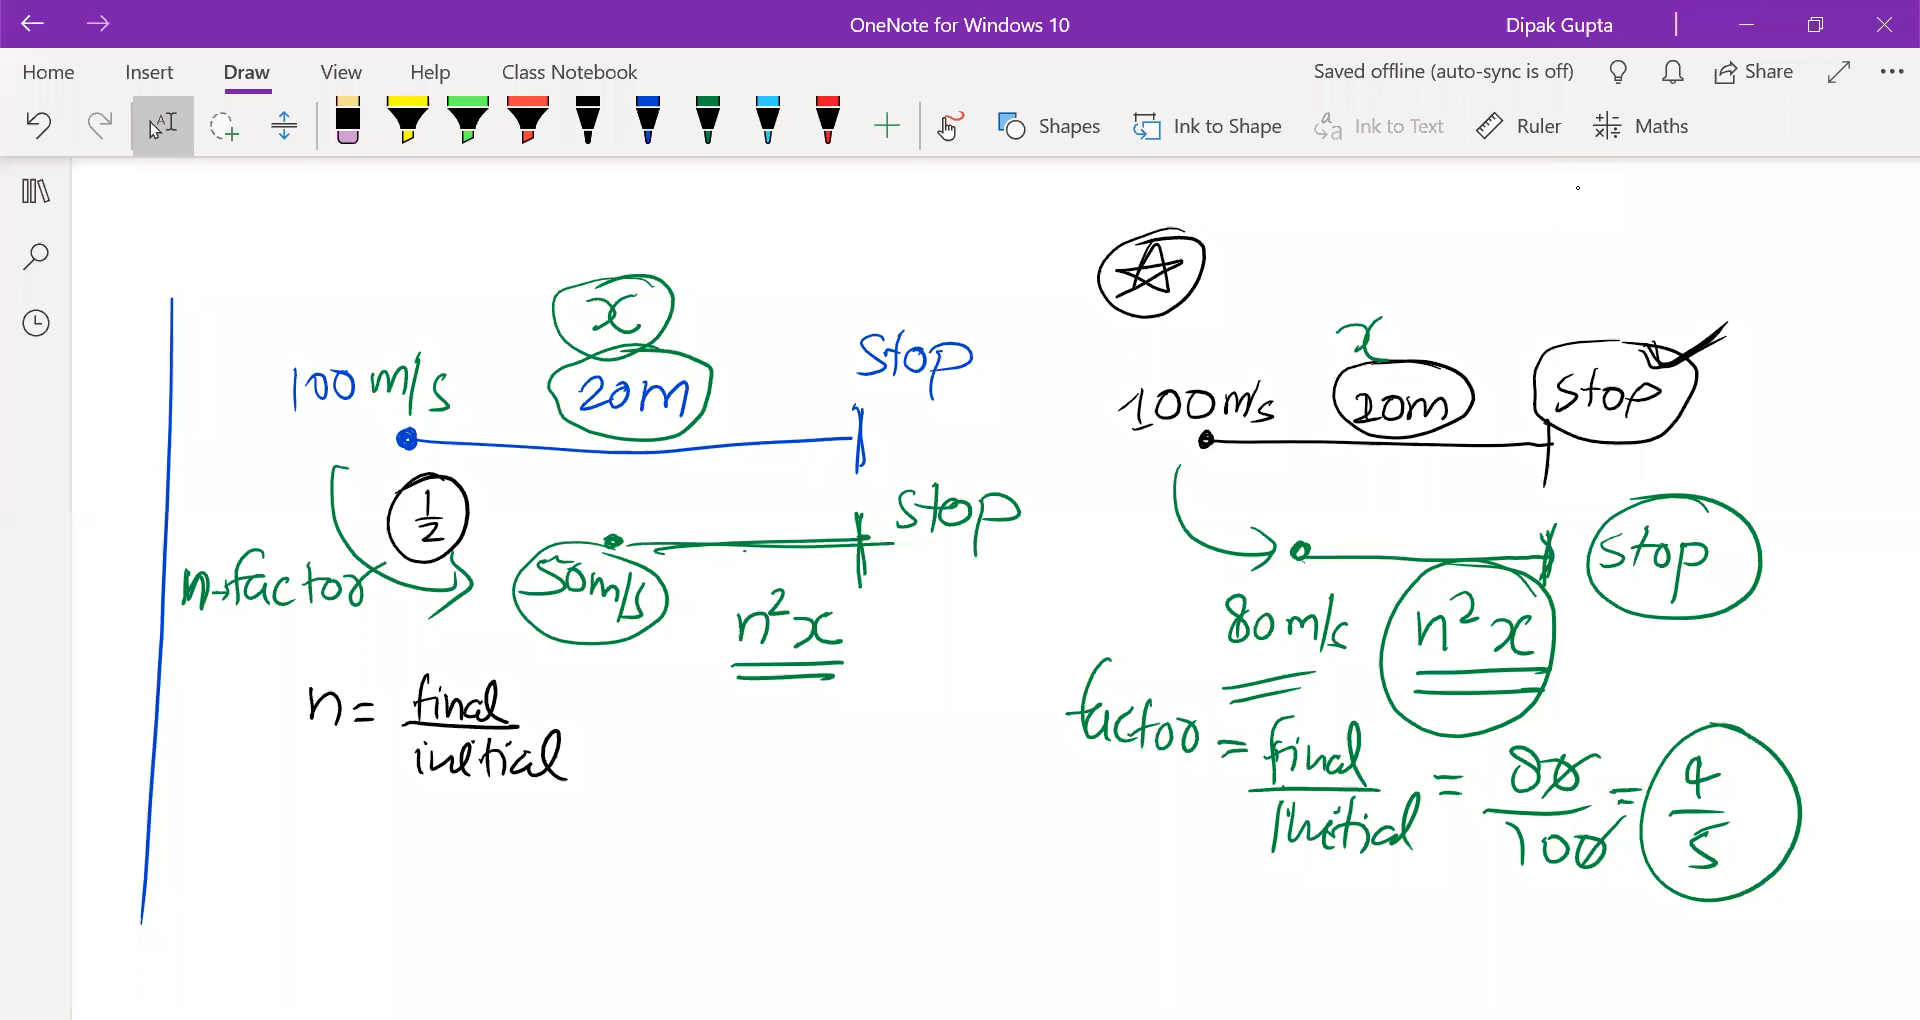 OneNote for Windows 10
Dipak Gupta
Home Insert Draw View Help Class Notebook
Saved offline (auto-sync is off) Share
Shapes Ink to Shape Ink to Text Ruler Maths
x
100 m/s 20m stop
1/2
n→factor 50m/s n²x stop
n = final/initial
x
100m/s 20m stop
80m/s n²x stop
factor = final/Initial = 80/100 = 4/5